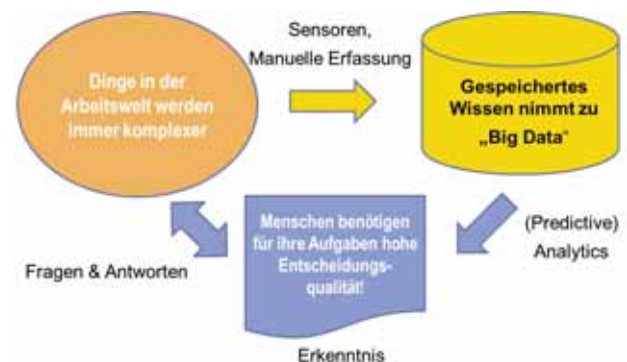 Sensoren,
Manuelle Erfassung
Dinge in der
Arbeitswelt werden
immer komplexer
Gespeichertes
Wissen nimmt zu
„Big Data“
Menschen benötigen
für ihre Aufgaben hohe
Entscheidungs-
qualität!
(Predictive)
Analytics
Fragen & Antworten
Erkenntnis